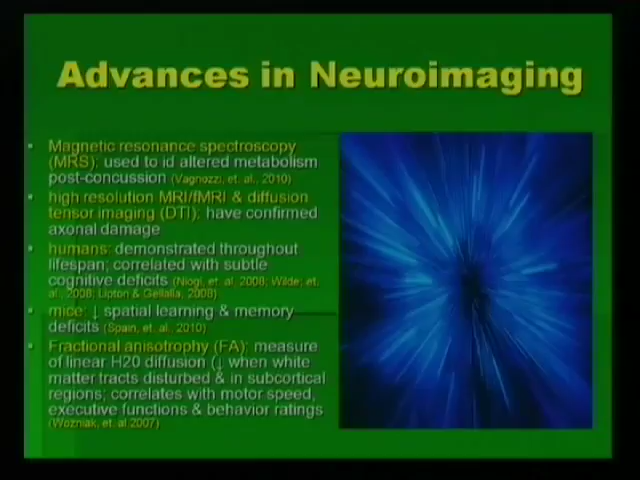 Advances in Neuroimaging
Magnetic resonance spectroscopy
(MRS): used to id altered metabolism
post-concussion (Vagnozzi, et. al., 2010)
high resolution MRI/fMRI & diffusion
tensor imaging (DTI): have confirmed
axonal damage
humans: demonstrated throughout
lifespan; correlated with subtle
cognitive deficits (Niogi, et. al, 2008; Wilde, et.
al., 2008; Lipton & Gellalla, 2008)
mice: ↓ spatial learning & memory
deficits (Spain, et. al., 2010)
Fractional anisotrophy (FA): measure
of linear H20 diffusion (↓ when white
matter tracts disturbed & in subcortical
regions; correlates with motor speed,
executive functions & behavior ratings
(Wozniak, et. al 2007)